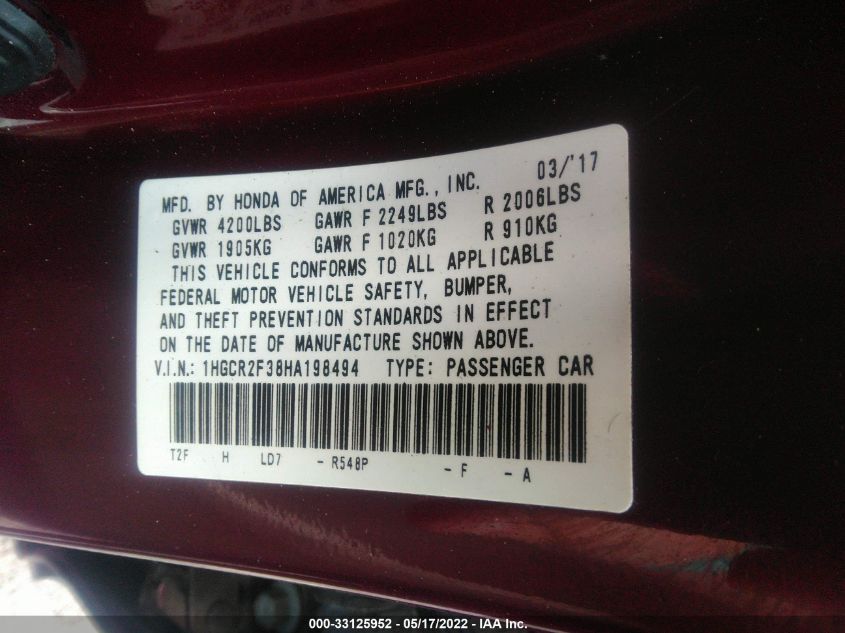 MFD. BY HONDA OF AMERICA MFG., INC. 03/'17
GVWR 4200LBS GAWR F 2249LBS R 2006LBS
GVWR 1905KG GAWR F 1020KG R 910KG
THIS VEHICLE CONFORMS TO ALL APPLICABLE
FEDERAL MOTOR VEHICLE SAFETY, BUMPER,
AND THEFT PREVENTION STANDARDS IN EFFECT
ON THE DATE OF MANUFACTURE SHOWN ABOVE.
V.I.N.: 1HGCR2F38HA198494 TYPE: PASSENGER CAR
T2F H LD7 - R548P - F - A
000-33125952 - 05/17/2022 - IAA Inc.